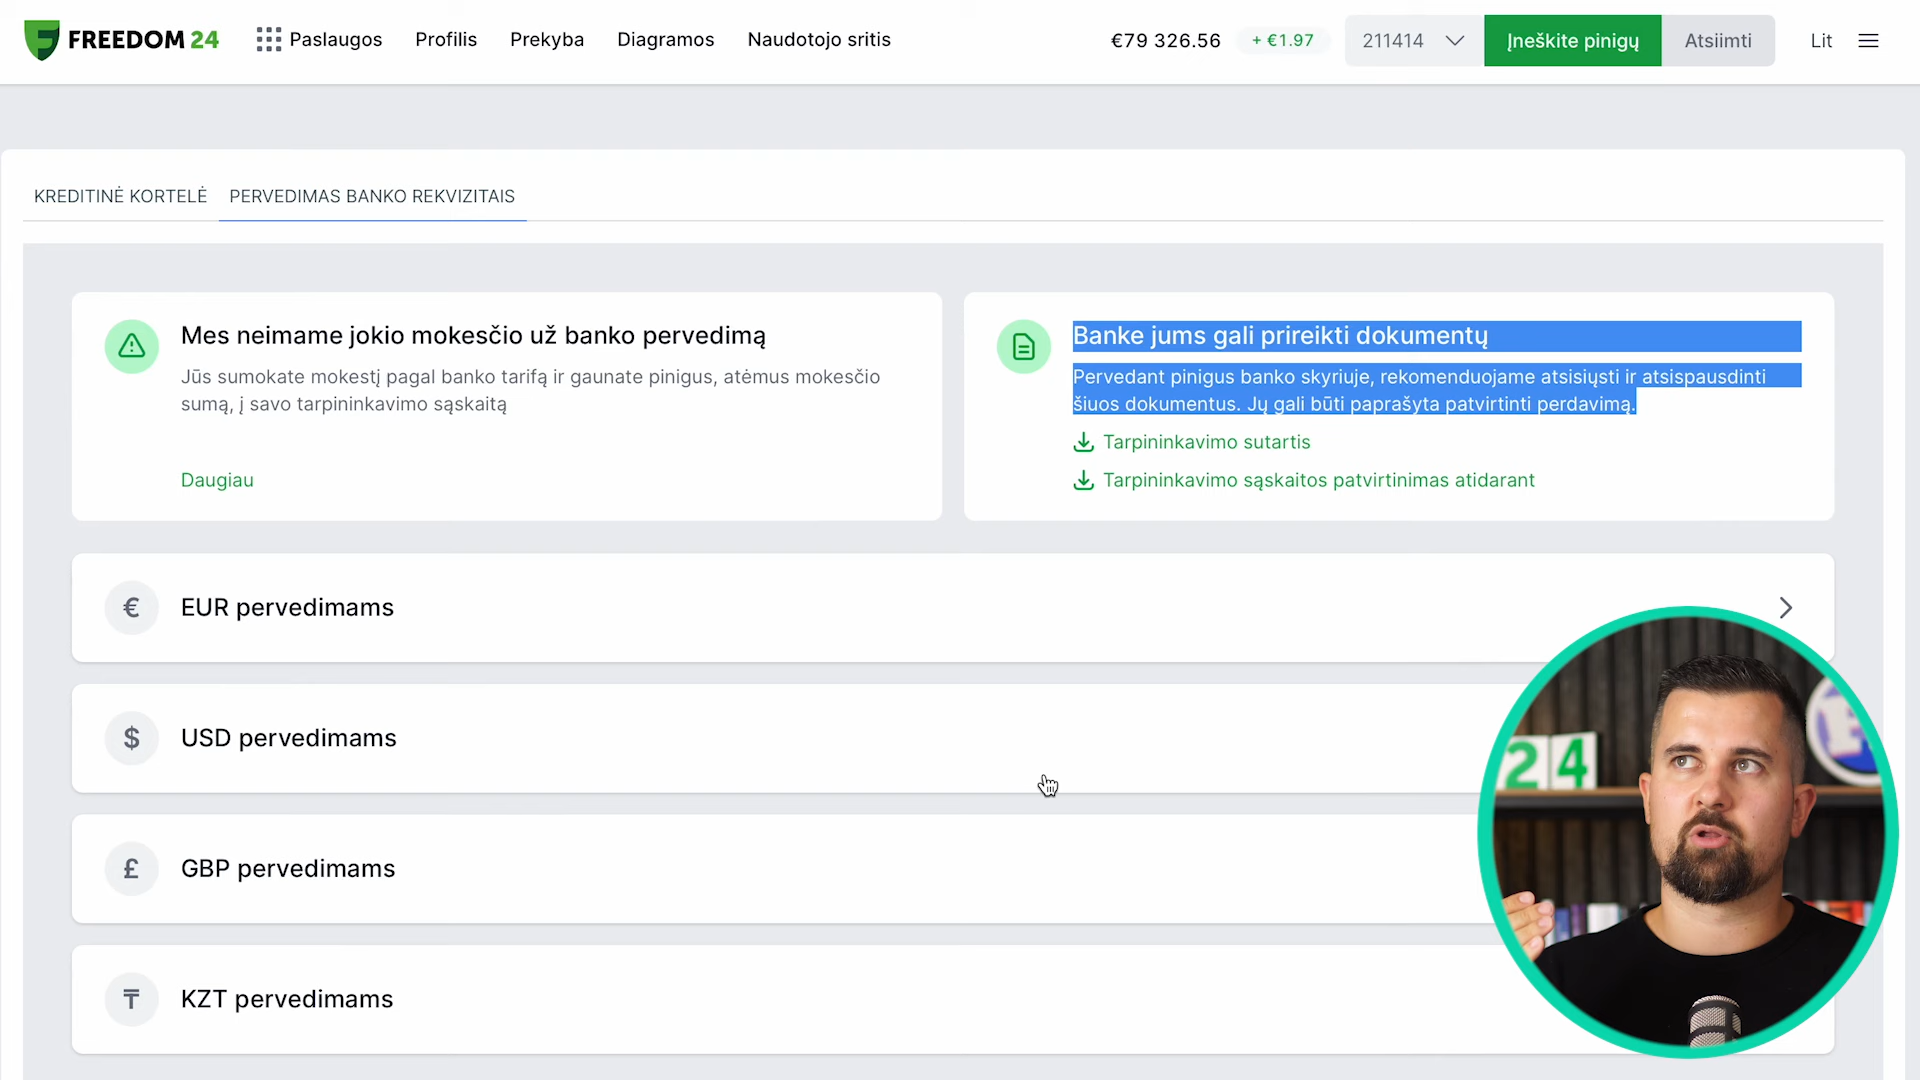 FREEDOM 24
Paslaugos
Profilis
Prekyba
Diagramos
Naudotojo sritis
€79 326.56
+ €1.97
211414
Įneškite pinigų
Atsiimti
Lit
KREDITINĖ KORTELĖ
PERVEDIMAS BANKO REKVIZITAIS
Mes neimame jokio mokesčio už banko pervedimą
Jūs sumokate mokestį pagal banko tarifą ir gaunate pinigus, atėmus mokesčio
sumą, į savo tarpininkavimo sąskaitą
Daugiau
Banke jums gali prireikti dokumentų
Pervedant pinigus banko skyriuje, rekomenduojame atsisiųsti ir atsispausdinti
šiuos dokumentus. Jų gali būti paprašyta patvirtinti perdavimą.
Tarpininkavimo sutartis
Tarpininkavimo sąskaitos patvirtinimas atidarant
€ EUR pervedimams
$ USD pervedimams
£ GBP pervedimams
₸ KZT pervedimams
24